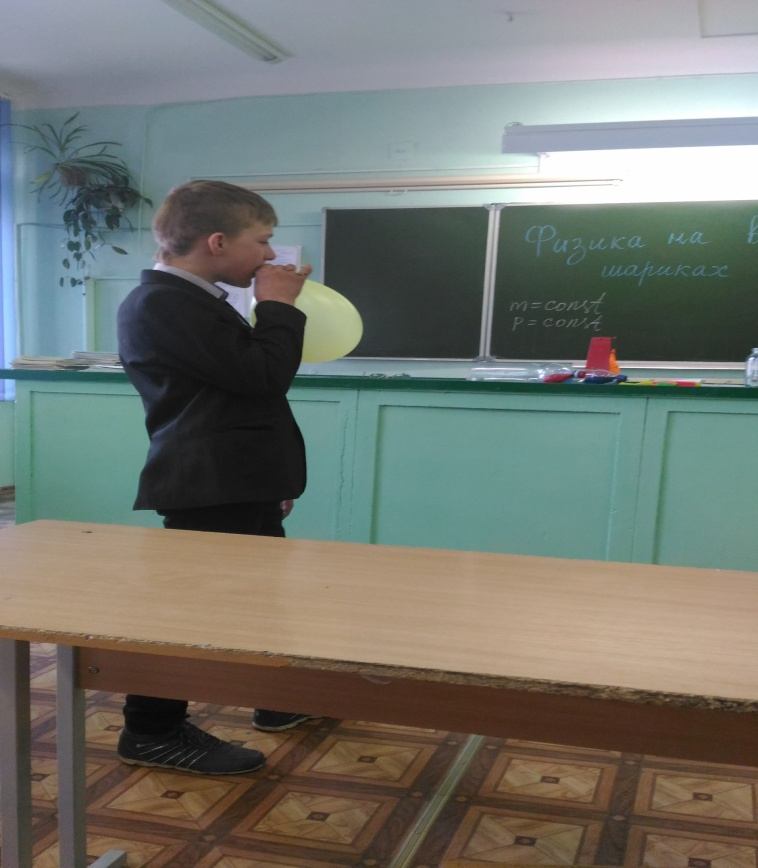 Физика на в
шариках
m = const
p = const